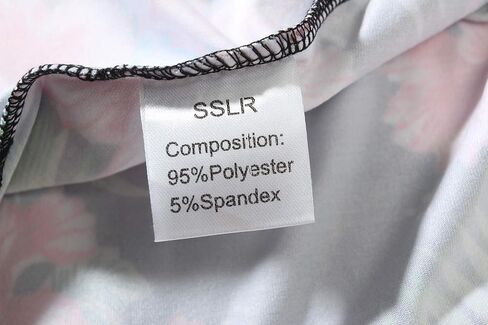 SSLR
Composition:
95%Polyester
5%Spandex